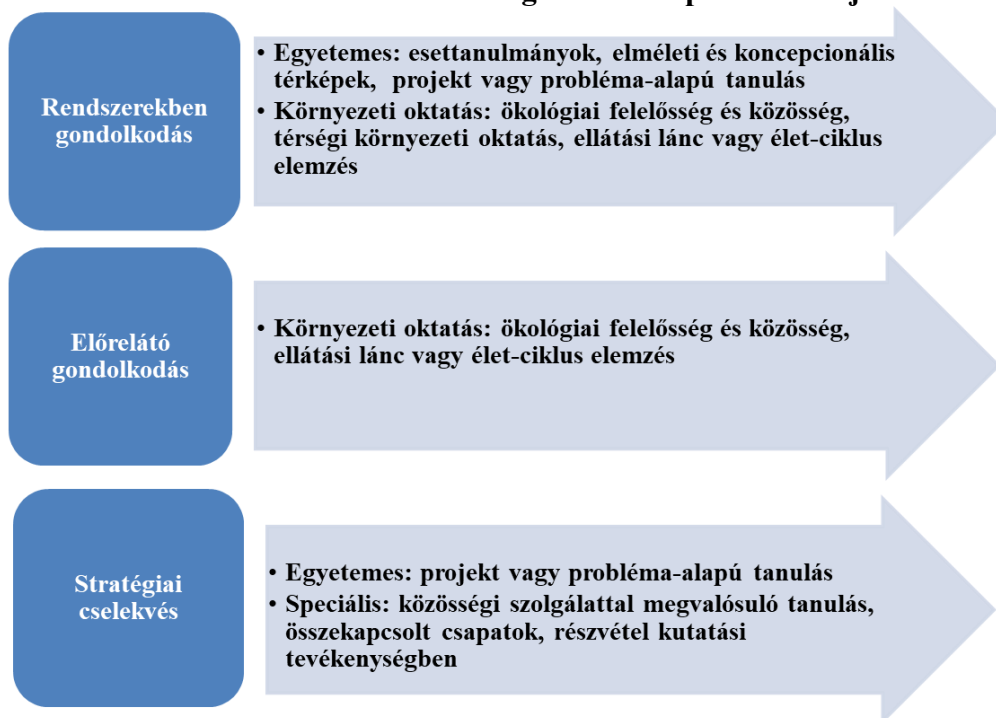 Rendszerekben
gondolkodás
• Egyetemes: esettanulmányok, elméleti és koncepcionális
térképek, projekt vagy probléma-alapú tanulás
• Környezeti oktatás: ökológiai felelősség és közösség,
térségi környezeti oktatás, ellátási lánc vagy élet-ciklus
elemzés
Előrelátó
gondolkodás
• Környezeti oktatás: ökológiai felelősség és közösség,
ellátási lánc vagy élet-ciklus elemzés
Stratégiai
cselekvés
• Egyetemes: projekt vagy probléma-alapú tanulás
• Speciális: közösségi szolgálattal megvalósuló tanulás,
összekapcsolt csapatok, részvétel kutatási
tevékenységben